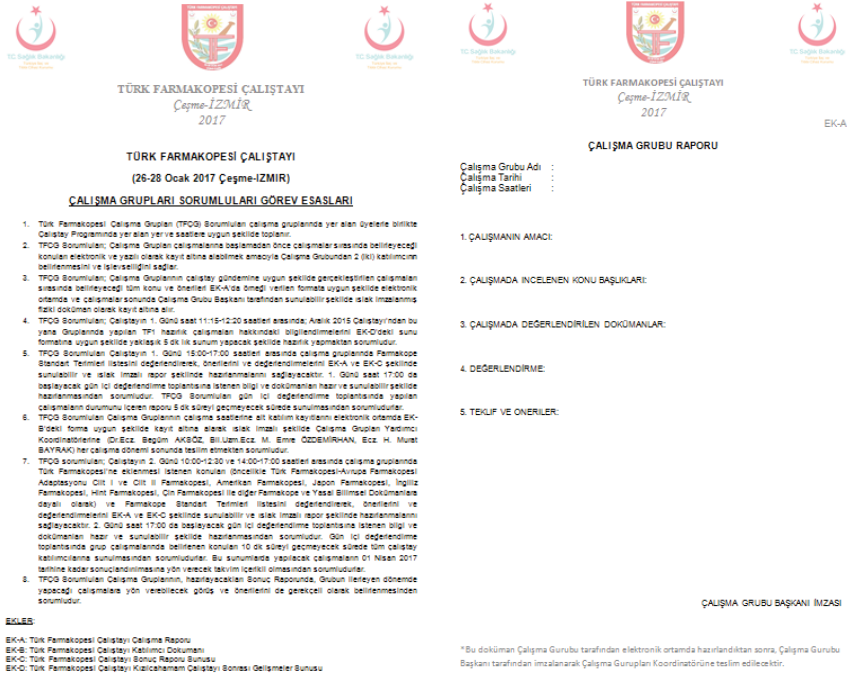 T.C. Sağlık Bakanlığı
T.C. Sağlık Bakanlığı
TÜRK FARMAKOPESİ ÇALIŞTAYI
Çeşme-İZMİR
2017
TÜRK FARMAKOPESİ ÇALIŞTAYI
(26-28 Ocak 2017 Çeşme-IZMIR)
ÇALIŞMA GRUPLARI SORUMLULARI GÖREV ESASLARI
1. Türk Farmakopesi Çalışma Grupları (TFÇG) Sorumluları çalışma gruplarında yer alan üyelerle birlikte
Çalıştay Programında yer alan yer ve saatlere uygun şekilde toplanır.
2. TFÇG Sorumluları; Çalışma Grupları çalışmalarına başlamadan önce çalışmalar sırasında belirleyeceği
konuları elektronik ve yazılı olarak kayıt altına alabilmek amacıyla Çalışma Grubundan 2 (iki) katılımcının
belirlenmesini ve işlevselliğini sağlar.
3. TFÇG Sorumluları; Çalışma Gruplarının çalıştay gündemine uygun şekilde gerçekleştirilen çalışmaları
sırasında belirleyeceği tüm konu ve önerileri EK-A'da örneği verilen formata uygun şekilde elektronik
ortamda ve çalışmalar sonunda Çalışma Grubu Başkanı tarafından sunulabilir şekilde ıslak imzalanmış
fiziki doküman olarak kayıt altına alır.
4. TFÇG Sorumluları; Çalıştayın 1. Günü saat 11:15-12:20 saatleri arasında; Aralık 2015 Çalıştayı'ndan bu
yana Gruplarında yapılan TF1 hazırlık çalışmaları hakkındaki bilgilendirmelerini EK-D'deki sunu
formatına uygun şekilde yaklaşık 5 dk lık sunum yapacak şekilde hazırlık yapmaktan sorumludur.
5. TFÇG Sorumluları Çalıştayın 1. Günü 15:00-17:00 saatleri arasında çalışma gruplarında Farmakope
Standart Terimleri listesini değerlendirerek, önerilerini ve değerlendirmelerini EK-A ve EK-C şeklinde
sunulabilir ve ıslak imzalı rapor şeklinde hazırlanmalarını sağlayacaktır. 1. Günü saat 17:00 da
başlayacak gün içi değerlendirme toplantısına istenen bilgi ve dokümanları hazır ve sunulabilir şekilde
hazırlanmasından sorumludur. TFÇG Sorumluları gün içi değerlendirme toplantısında yapılan
çalışmaların durumunu içeren raporu 5 dk süreyi geçmeyecek sürede sunulmasından sorumludurlar.
6. TFÇG Sorumluları Çalışma Gruplarının çalışma saatlerine ait katılım kayıtlarını elektronik ortamda EK-
B'deki forma uygun şekilde kayıt altına alarak ıslak imzalı şekilde Çalışma Grupları Yardımcı
Koordinatörlerine (Dr.Ecz. Begüm AKSÖZ, Bil.Uzm.Ecz. M. Emre ÖZDEMİRHAN, Ecz. H. Murat
BAYRAK) her çalışma dönemi sonunda teslim etmekten sorumludur.
7. TFÇG sorumluları; Çalıştayın 2. Günü 10:00-12:30 ve 14:00-17:00 saatleri arasında çalışma gruplarında
Türk Farmakopesi'ne eklenmesi istenen konuları (öncelikle Türk Farmakopesi-Avrupa Farmakopesi
Adaptasyonu Cilt I ve Cilt II Farmakopesi, Amerikan Farmakopesi, Japon Farmakopesi, İngiliz
Farmakopesi, Hint Farmakopesi, Çin Farmakopesi ile diğer Farmakope ve Yasal Bilimsel Dokümanlara
dayalı olarak) ve Farmakope Standart Terimleri listesini değerlendirerek, önerilerini ve
değerlendirmelerini EK-A ve EK-C şeklinde sunulabilir ve ıslak imzalı rapor şeklinde hazırlanmalarını
sağlayacaktır. 2. Günü saat 17:00 da başlayacak gün içi değerlendirme toplantısına istenen bilgi ve
dokümanları hazır ve sunulabilir şekilde hazırlanmasından sorumludur. Gün içi değerlendirme
toplantısında grup çalışmalarında belirlenen konuları 10 dk süreyi geçmeyecek sürede tüm çalıştay
katılımcılarına sunulmasından sorumludurlar. Bu sunumlarda yapılacak çalışmaların 01 Nisan 2017
tarihine kadar sonuçlandırılmasına yön verecek takvim içerikli olmasından sorumludurlar.
8. TFÇG Sorumluları Çalışma Gruplarının, hazırlayacakları Sonuç Raporunda, Grubun ilerleyen dönemde
yapacağı çalışmalara yön verebilecek görüş ve önerilerini de gerekçeli olarak belirlenmesinden
sorumludur.
EKLER:
EK-A: Türk Farmakopesi Çalıştayı Çalışma Raporu
EK-B: Türk Farmakopesi Çalıştayı Katılımcı Dokumanı
EK-C: Türk Farmakopesi Çalıştayı Sonuç Raporu Sunusu
EK-D: Türk Farmakopesi Çalıştayı Kızılcahamam Çalıştayı Sonrası Gelişmeler Sunusu
T.C. Sağlık Bakanlığı
T.C. Sağlık Bakanlığı
TÜRK FARMAKOPESİ ÇALIŞTAYI
Çeşme-İZMİR
2017
EK-A
ÇALIŞMA GRUBU RAPORU
Çalışma Grubu Adı :
Çalışma Tarihi :
Çalışma Saatleri :
1. ÇALIŞMANIN AMACI:
2. ÇALIŞMADA INCELENEN KONU BAŞLIKLARI:
3. ÇALIŞMADA DEĞERLENDİRİLEN DOKÜMANLAR:
4. DEĞERLENDİRME:
5. TEKLIF VE ONERILER:
ÇALIŞMA GRUBU BAŞKANI İMZASI
*Bu doküman Çalışma Gurubu tarafından elektronik ortamda hazırlandıktan sonra, Çalışma Gurubu
Başkanı tarafından imzalanarak Çalışma Gurupları Koordinatörüne teslim edilecektir.